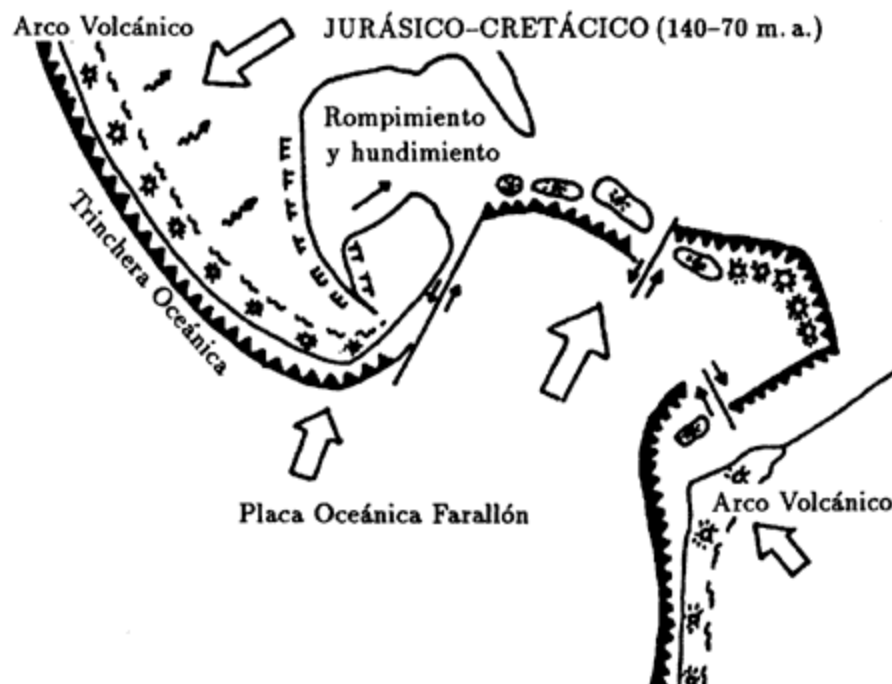 Arco Volcánico
JURÁSICO–CRETÁCICO (140–70 m. a.)
Rompimiento
y hundimiento
Trinchera Oceánica
Placa Oceánica Farallón
Arco Volcánico